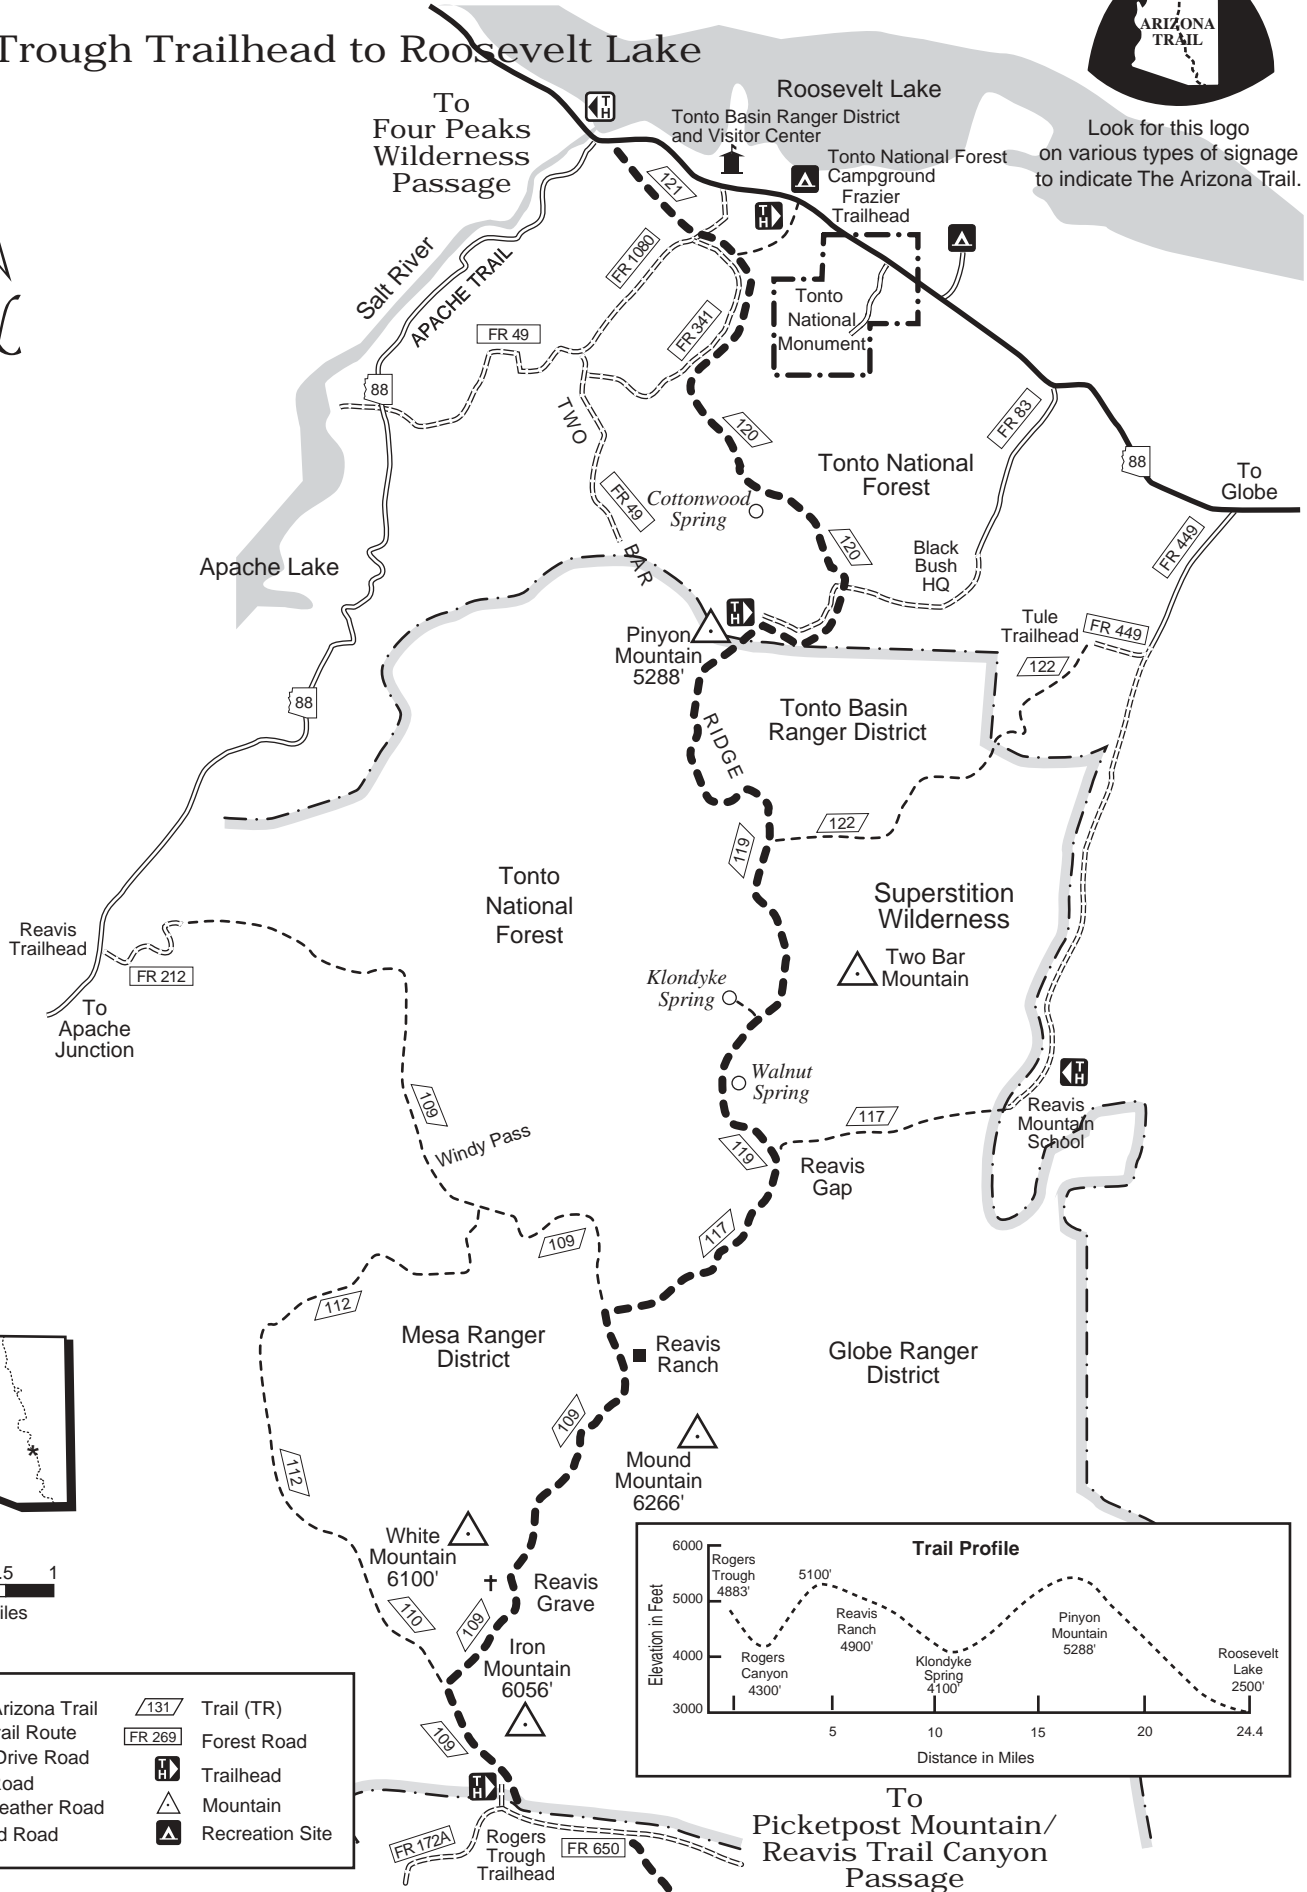 Trough Trailhead to Roosevelt Lake
ARIZONA
TRAIL
Look for this logo
on various types of signage
to indicate The Arizona Trail.
To
Four Peaks
Wilderness
Passage
T
H
Roosevelt Lake
Tonto Basin Ranger District
and Visitor Center
Tonto National Forest
Campground
Frazier
Trailhead
T
H
121
Salt River
APACHE TRAIL
FR 1080
FR 49
FR 341
Tonto
National
Monument
88
TWO
120
FR 83
88
To
Globe
Tonto National
Forest
Cottonwood
Spring
FR 49
BAR
120
Black
Bush
HQ
FR 449
Apache Lake
T
H
Tule
Trailhead
FR 449
Pinyon
Mountain
5288'
122
88
RIDGE
Tonto Basin
Ranger District
122
119
Tonto
National
Forest
Superstition
Wilderness
Reavis
Trailhead
FR 212
Two Bar
Mountain
Klondyke
Spring
To
Apache
Junction
Walnut
Spring
T
H
109
117
Reavis
Mountain
School
Windy Pass
119
Reavis
Gap
109
117
112
Mesa Ranger
District
Reavis
Ranch
Globe Ranger
District
109
Mound
Mountain
6266'
112
*
White
Mountain
6100'
Reavis
Grave
110
109
Iron
Mountain
6056'
109
T
H
.5 1
iles
Trail Profile
Elevation in Feet
6000
5000
4000
3000
Rogers
Trough
4883'
5100'
Reavis
Ranch
4900'
Pinyon
Mountain
5288'
Rogers
Canyon
4300'
Klondyke
Spring
4100'
Roosevelt
Lake
2500'
5 10 15 20 24.4
Distance in Miles
rizona Trail 131 Trail (TR)
ail Route FR 269 Forest Road
Drive Road
T
H
Trailhead
oad
eather Road Mountain
d Road Recreation Site
FR 172A
Rogers
Trough
Trailhead
FR 650
To
Picketpost Mountain/
Reavis Trail Canyon
Passage